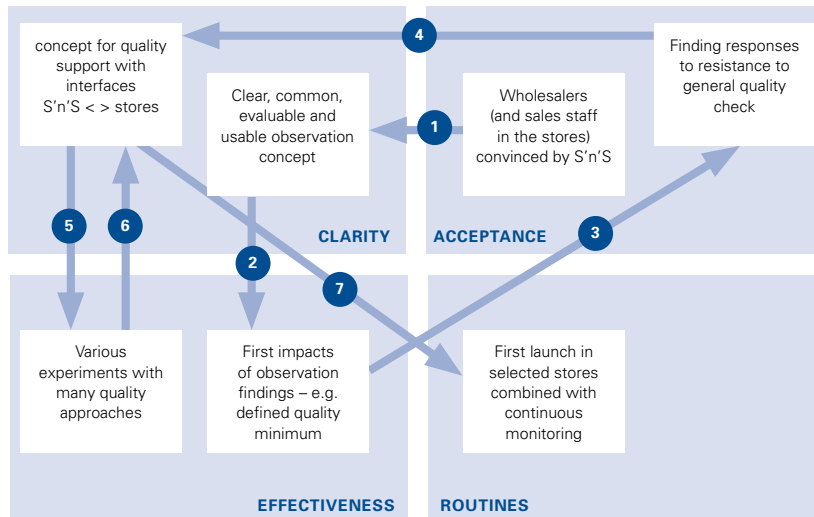 concept for quality
support with
interfaces
S'n'S < > stores
Clear, common,
evaluable and
usable observation
concept
4
Wholesalers
(and sales staff
in the stores)
convinced by S'n'S
Finding responses
to resistance to
general quality
check
1
5
6
CLARITY
ACCEPTANCE
3
2
7
Various
experiments with
many quality
approaches
First impacts
of observation
findings – e.g.
defined quality
minimum
First launch in
selected stores
combined with
continuous
monitoring
EFFECTIVENESS
ROUTINES